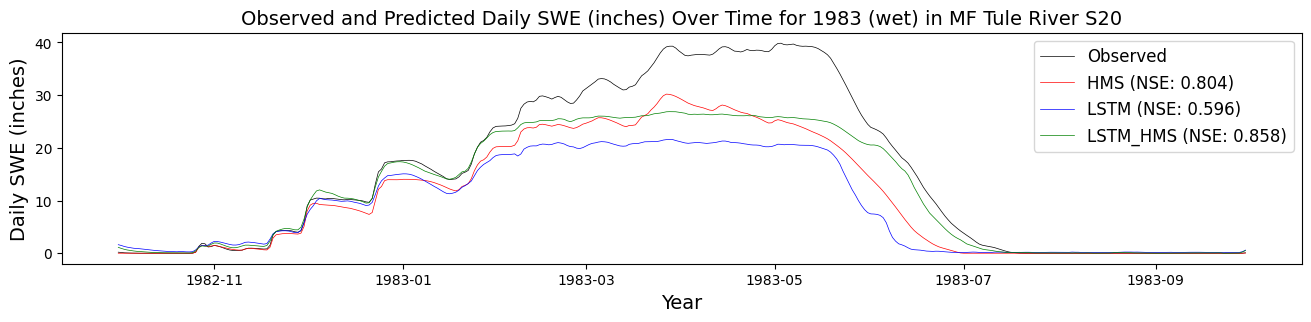 Observed and Predicted Daily SWE (inches) Over Time for 1983 (wet) in MF Tule River S20
Daily SWE (inches)
40
30
20
10
0
Observed
HMS (NSE: 0.804)
LSTM (NSE: 0.596)
LSTM_HMS (NSE: 0.858)
1982-11 1983-01 1983-03 1983-05 1983-07 1983-09
Year